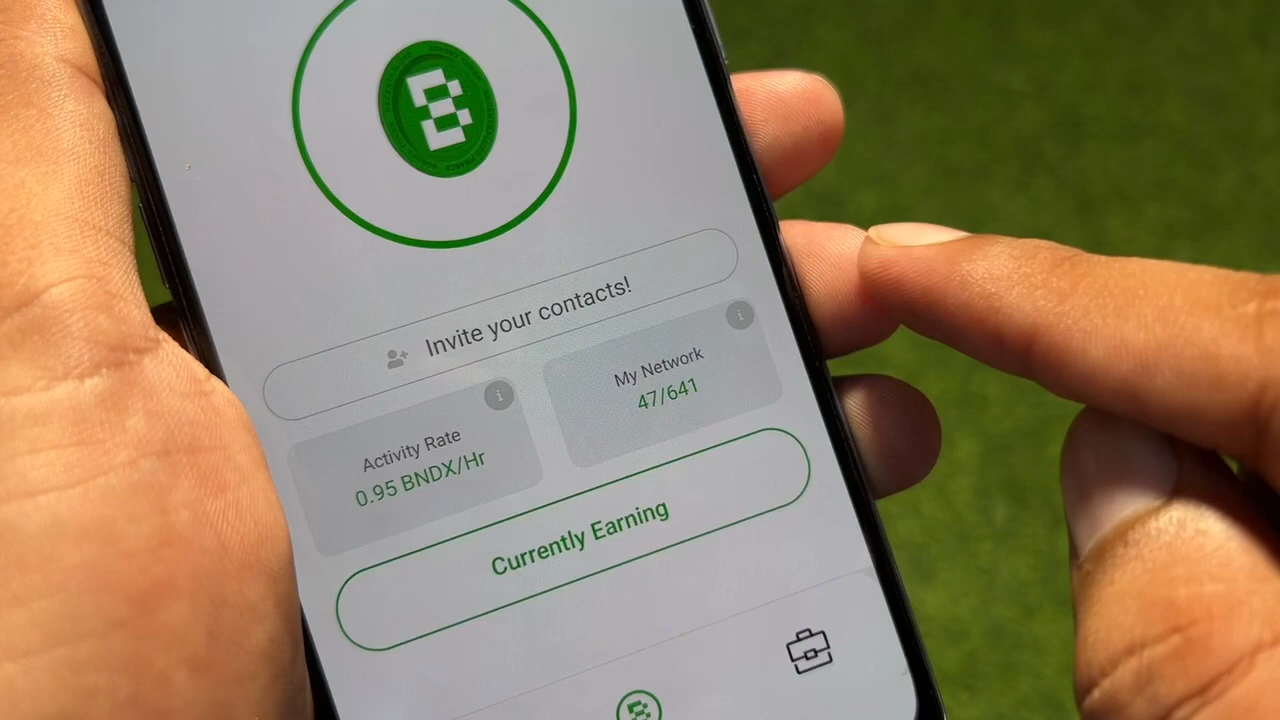 Invite your contacts!
Activity Rate
0.95 BNDX/Hr
My Network
47/641
Currently Earning